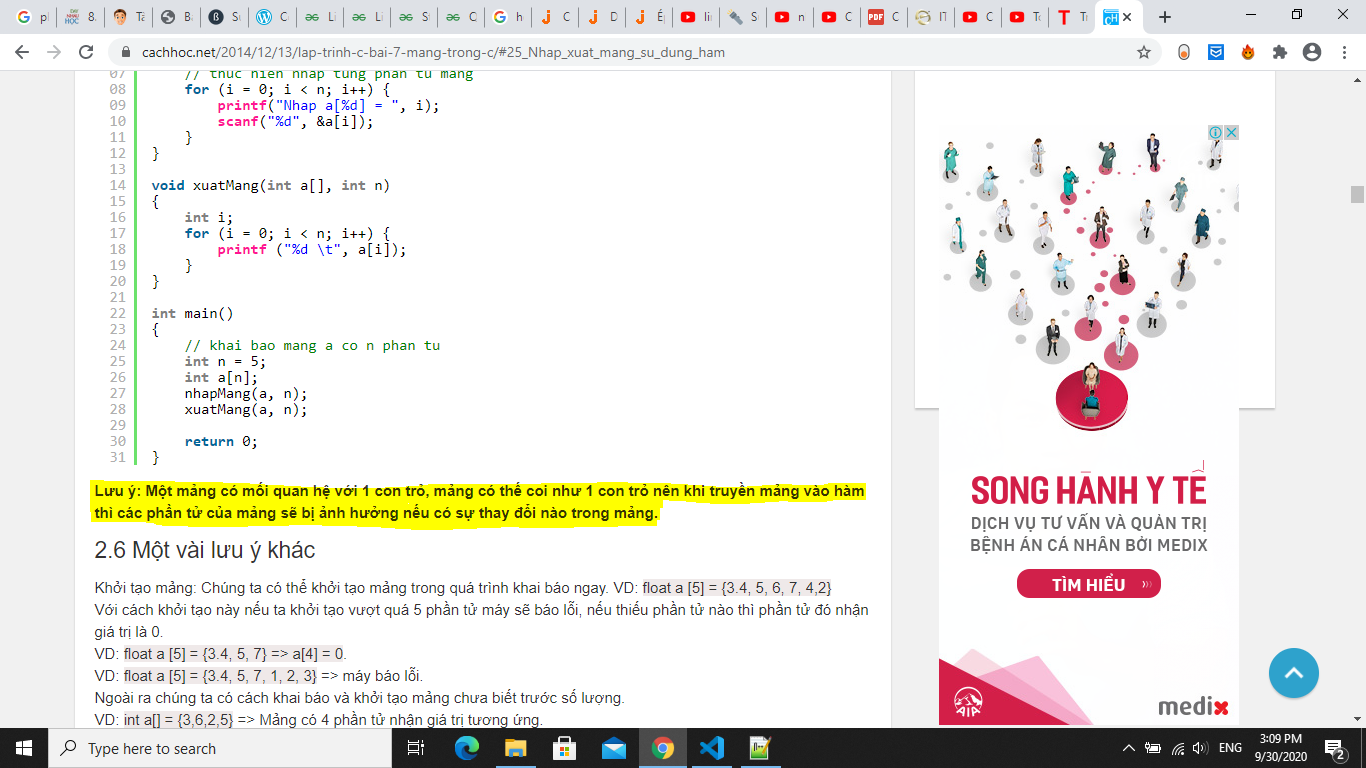 pl
8.
Tả
Bả
Su
Co
Li
Li
St
Q
h
C
D
É
lir
S
n
C
C
IT
C
Tc
Tr
cachhoc.net/2014/12/13/lap-trinh-c-bai-7-mang-trong-c/#25_Nhap_xuat_mang_su_dung_ham
07 // thuc hien nhap tung phan tu mang
08 for (i = 0; i < n; i++) {
09 printf("Nhap a[%d] = ", i);
10 scanf("%d", &a[i]);
11 }
12 }
13
14 void xuatMang(int a[], int n)
15 {
16 int i;
17 for (i = 0; i < n; i++) {
18 printf ("%d \t", a[i]);
19 }
20 }
21
22 int main()
23 {
24 // khai bao mang a co n phan tu
25 int n = 5;
26 int a[n];
27 nhapMang(a, n);
28 xuatMang(a, n);
29
30 return 0;
31 }
Lưu ý: Một mảng có mối quan hệ với 1 con trỏ, mảng có thể coi như 1 con trỏ nên khi truyền mảng vào hàm
thì các phần tử của mảng sẽ bị ảnh hưởng nếu có sự thay đổi nào trong mảng.
2.6 Một vài lưu ý khác
Khởi tạo mảng: Chúng ta có thể khởi tạo mảng trong quá trình khai báo ngay. VD: float a [5] = {3.4, 5, 6, 7, 4,2}
Với cách khởi tạo này nếu ta khởi tạo vượt quá 5 phần tử máy sẽ báo lỗi, nếu thiếu phần tử nào thì phần tử đó nhận
giá trị là 0.
VD: float a [5] = {3.4, 5, 7} => a[4] = 0.
VD: float a [5] = {3.4, 5, 7, 1, 2, 3} => máy báo lỗi.
Ngoài ra chúng ta có cách khai báo và khởi tạo mảng chưa biết trước số lượng.
VD: int a[] = {3,6,2,5} => Mảng có 4 phần tử nhận giá trị tương ứng.
SONG HÀNH Y TẾ
DỊCH VỤ TƯ VẤN VÀ QUẢN TRỊ
BỆNH ÁN CÁ NHÂN BỞI MEDIX
TÌM HIỂU
AIA
medix
Type here to search
ENG
3:09 PM
9/30/2020
2